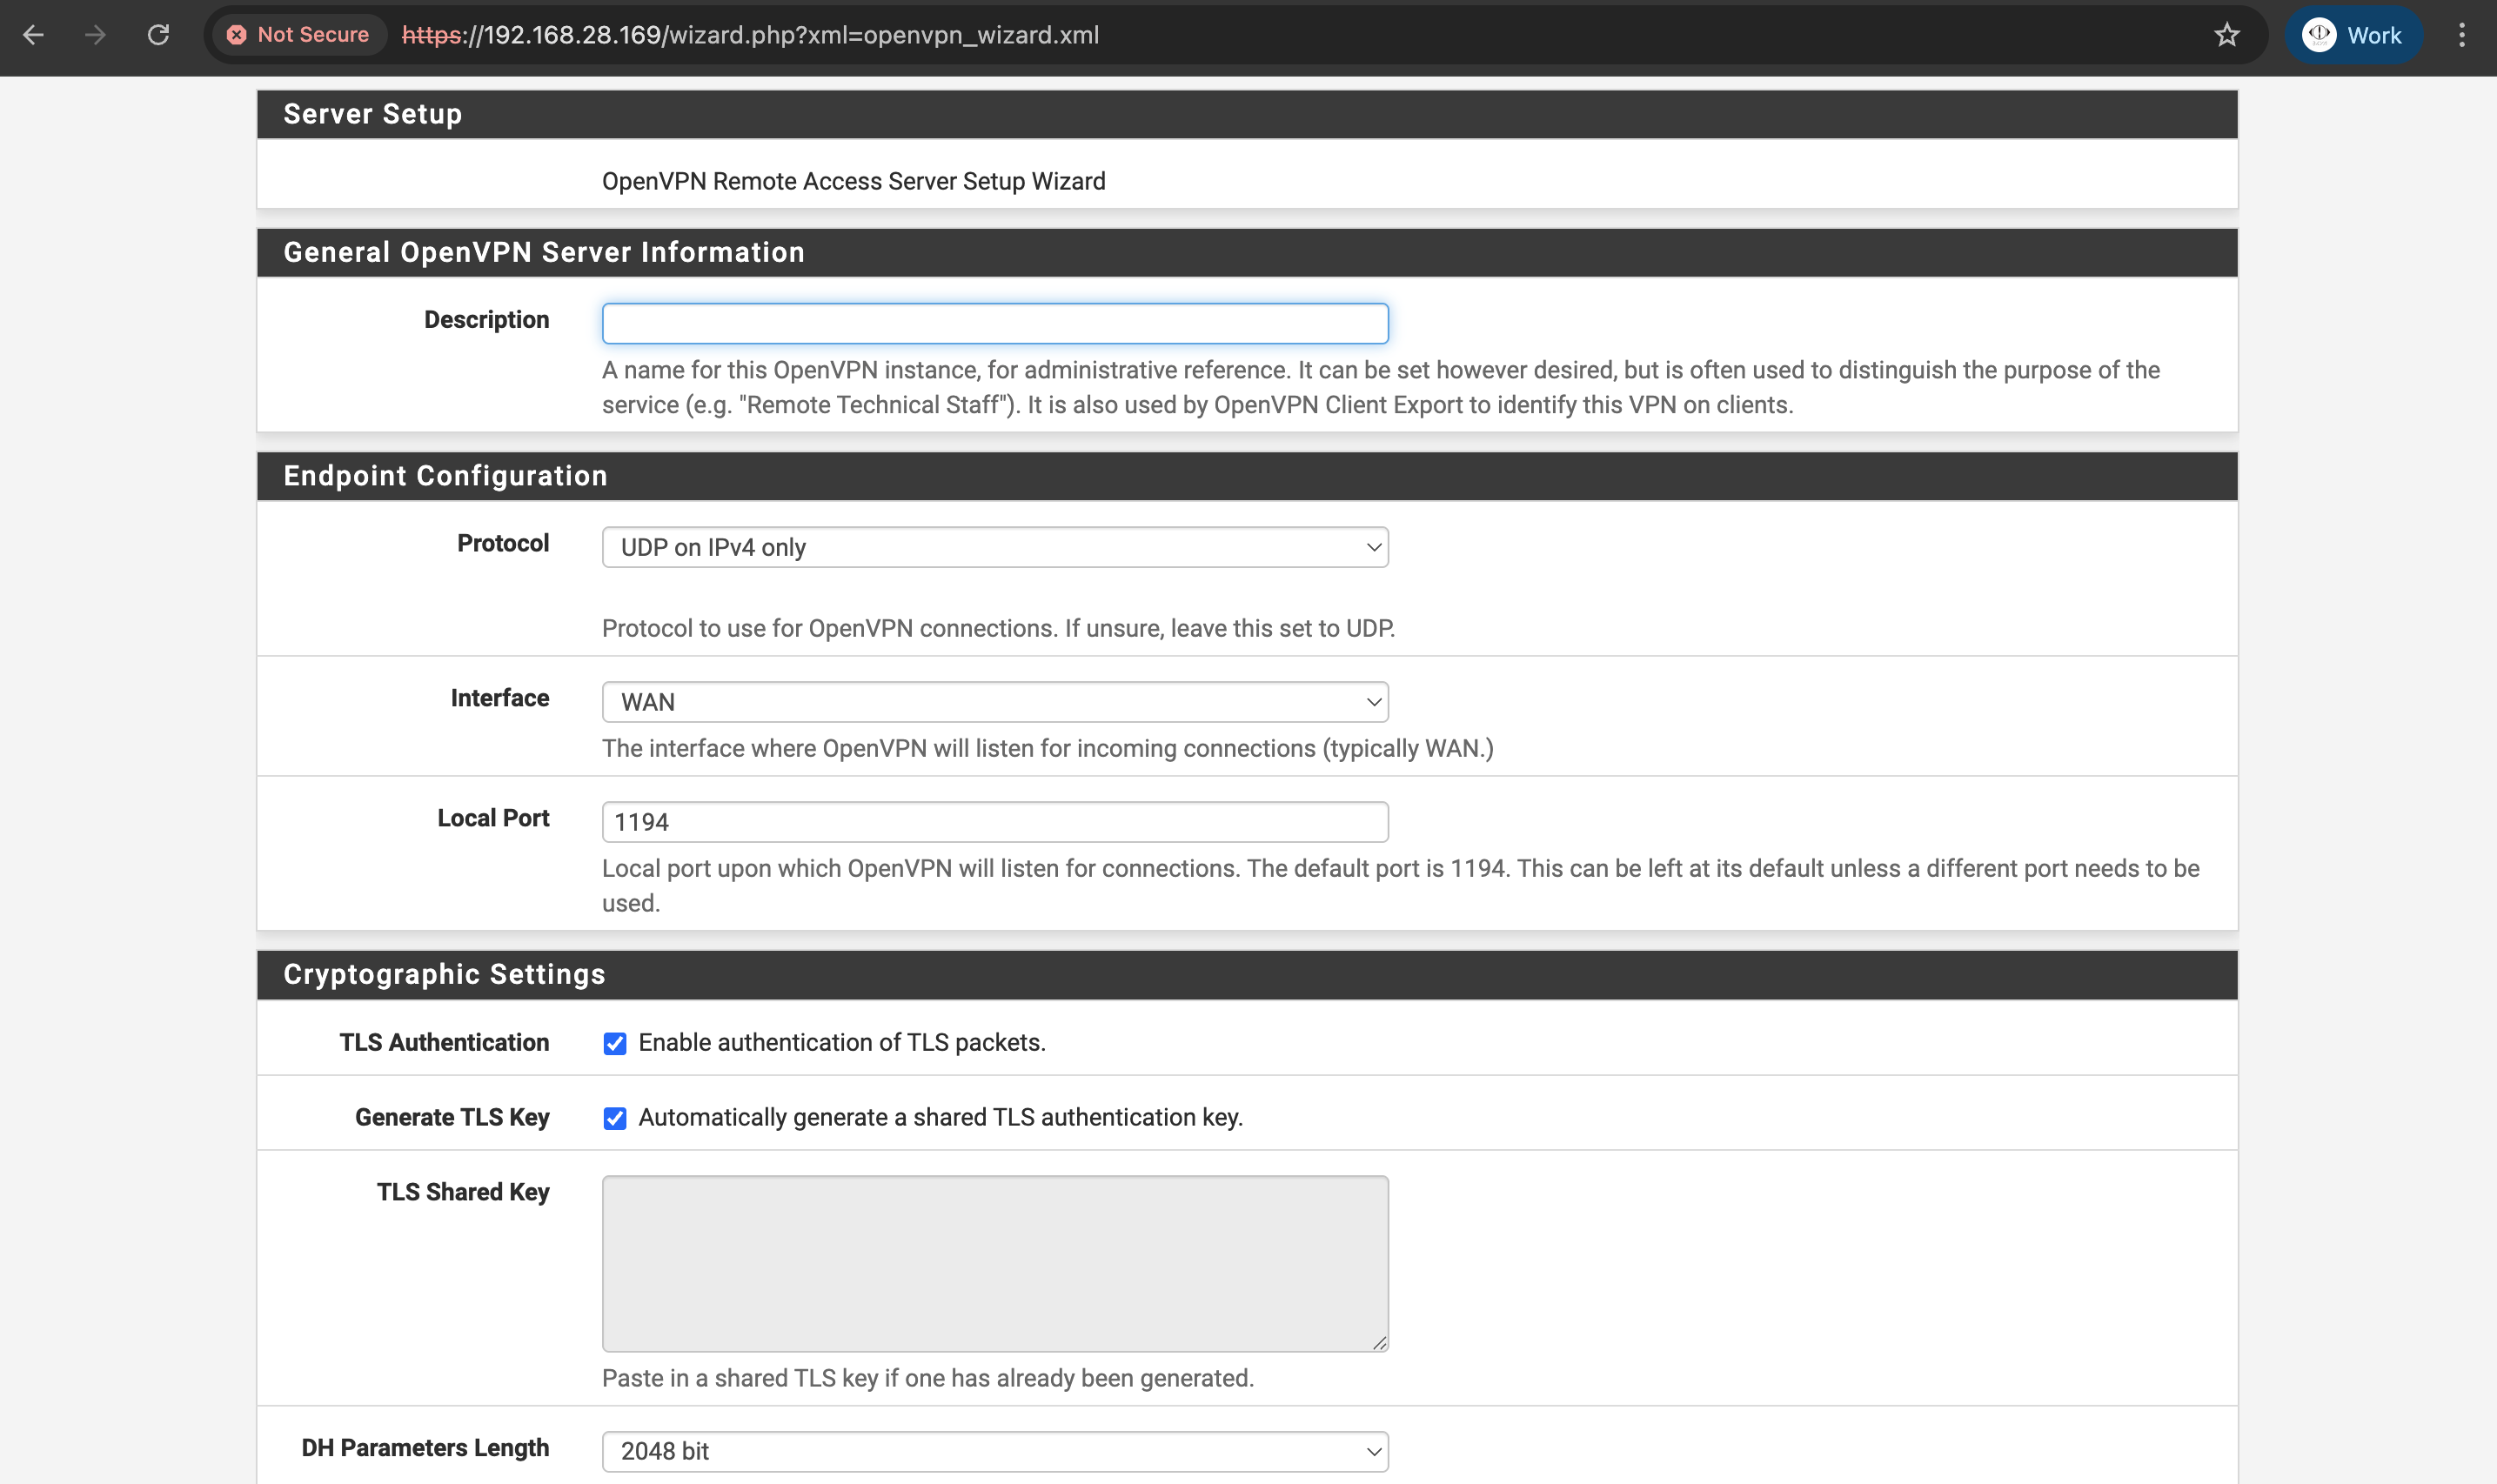 Not Secure https://192.168.28.169/wizard.php?xml=openvpn_wizard.xml Work
Server Setup
OpenVPN Remote Access Server Setup Wizard
General OpenVPN Server Information
Description
A name for this OpenVPN instance, for administrative reference. It can be set however desired, but is often used to distinguish the purpose of the
service (e.g. "Remote Technical Staff"). It is also used by OpenVPN Client Export to identify this VPN on clients.
Endpoint Configuration
Protocol UDP on IPv4 only
Protocol to use for OpenVPN connections. If unsure, leave this set to UDP.
Interface WAN
The interface where OpenVPN will listen for incoming connections (typically WAN.)
Local Port 1194
Local port upon which OpenVPN will listen for connections. The default port is 1194. This can be left at its default unless a different port needs to be
used.
Cryptographic Settings
TLS Authentication Enable authentication of TLS packets.
Generate TLS Key Automatically generate a shared TLS authentication key.
TLS Shared Key
Paste in a shared TLS key if one has already been generated.
DH Parameters Length 2048 bit